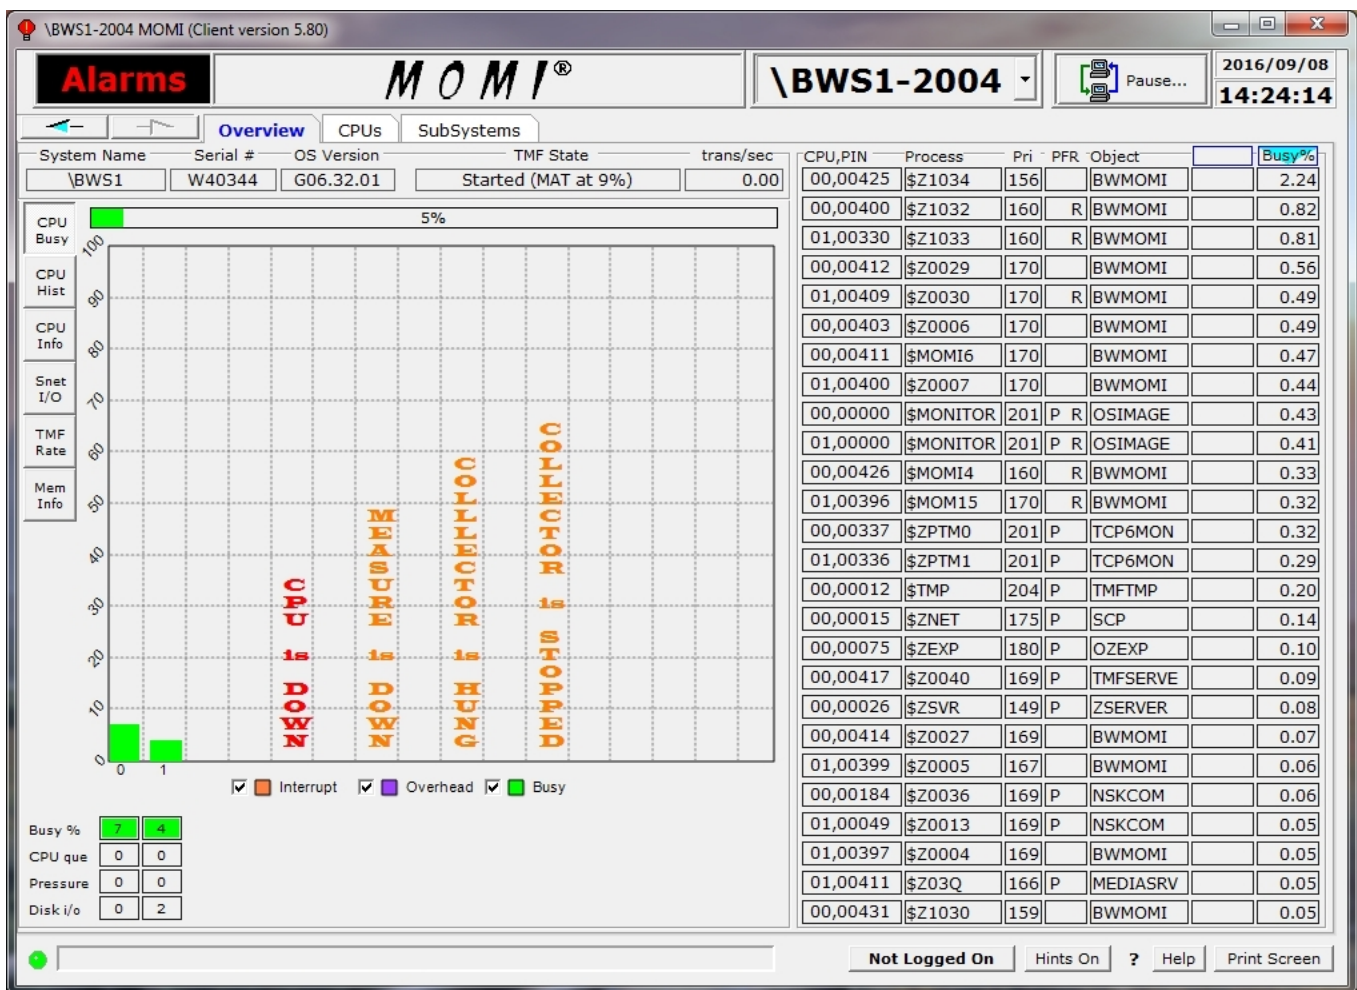 \BWS1-2004 MOMI (Client version 5.80)
Alarms
MOMI®
\BWS1-2004
Pause...
2016/09/08
14:24:14
Overview CPUs SubSystems
System Name Serial # OS Version TMF State trans/sec
\BWS1 W40344 G06.32.01 Started (MAT at 9%) 0.00
CPU Busy
CPU Hist
CPU Info
Snet I/O
TMF Rate
Mem Info
5%
100
90
80
70
60
50
40
30
20
10
0
0 1
CPU is DOWN
MEASURE is DOWN
COLLECTOR is HUNG
COLLECTOR is STOPPED
Interrupt Overhead Busy
Busy % 7 4
CPU que 0 0
Pressure 0 0
Disk i/o 0 2
CPU,PIN Process Pri PFR Object Busy%
00,00425 $Z1034 156 BWMOMI 2.24
00,00400 $Z1032 160 R BWMOMI 0.82
01,00330 $Z1033 160 R BWMOMI 0.81
00,00412 $Z0029 170 BWMOMI 0.56
01,00409 $Z0030 170 R BWMOMI 0.49
00,00403 $Z0006 170 BWMOMI 0.49
00,00411 $MOMI6 170 BWMOMI 0.47
01,00400 $Z0007 170 BWMOMI 0.44
00,00000 $MONITOR 201 P R OSIMAGE 0.43
01,00000 $MONITOR 201 P R OSIMAGE 0.41
00,00426 $MOMI4 160 R BWMOMI 0.33
01,00396 $MOM15 170 R BWMOMI 0.32
00,00337 $ZPTM0 201 P TCP6MON 0.32
01,00336 $ZPTM1 201 P TCP6MON 0.29
00,00012 $TMP 204 P TMFTMP 0.20
00,00015 $ZNET 175 P SCP 0.14
00,00075 $ZEXP 180 P OZEXP 0.10
00,00417 $Z0040 169 P TMFSERVE 0.09
00,00026 $ZSVR 149 P ZSERVER 0.08
00,00414 $Z0027 169 BWMOMI 0.07
01,00399 $Z0005 167 BWMOMI 0.06
00,00184 $Z0036 169 P NSKCOM 0.06
01,00049 $Z0013 169 P NSKCOM 0.05
01,00397 $Z0004 169 BWMOMI 0.05
01,00411 $Z03Q 166 P MEDIASRV 0.05
00,00431 $Z1030 159 BWMOMI 0.05
Not Logged On Hints On ? Help Print Screen